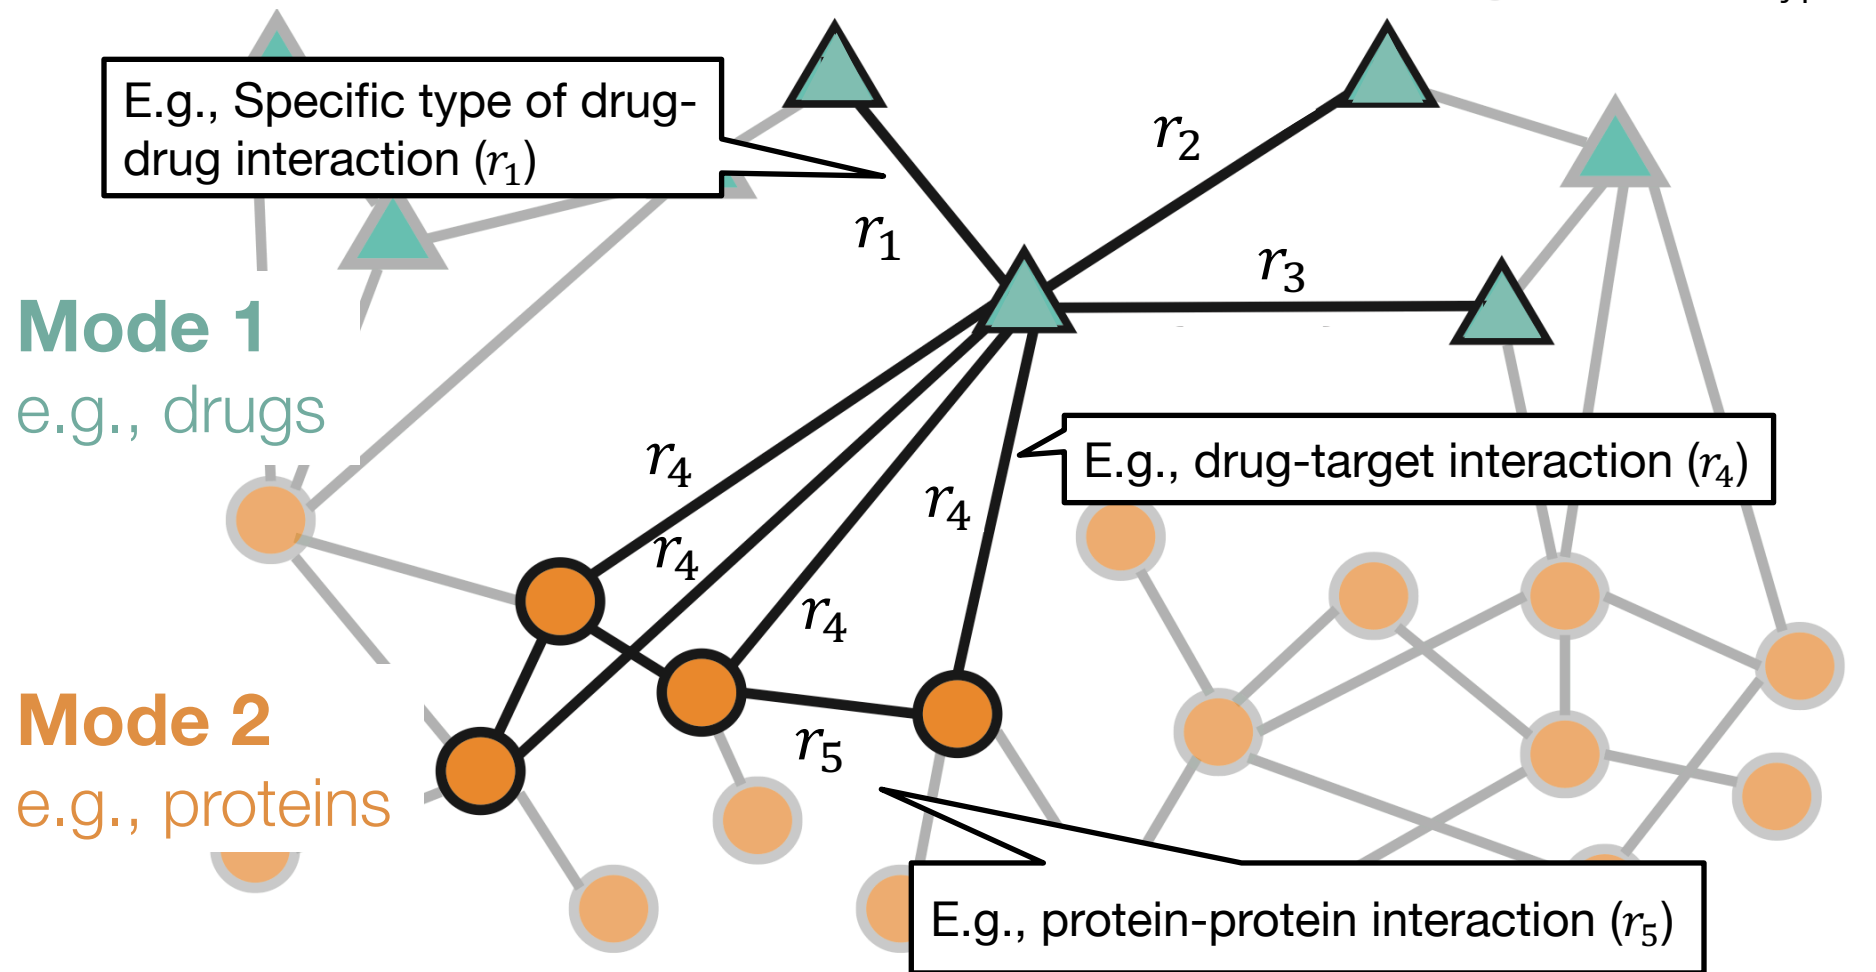 E.g., Specific type of drug-
drug interaction (r₁)
r₂
r₁
r₃
Mode 1
e.g., drugs
r₄
E.g., drug-target interaction (r₄)
r₄
r₄
r₄
Mode 2
e.g., proteins
r₅
E.g., protein-protein interaction (r₅)